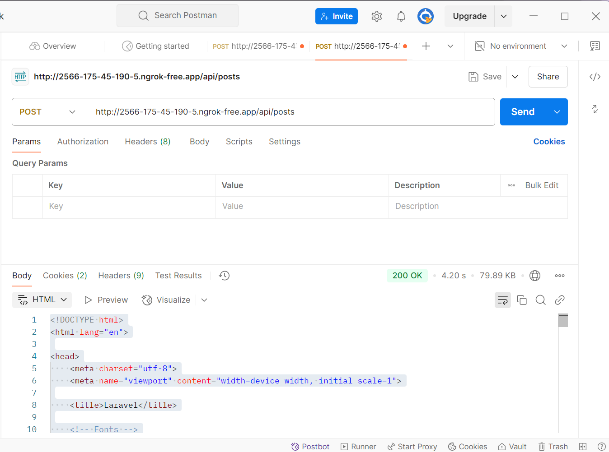 k
Search Postman
Invite
Upgrade
Overview
Getting started
POST http://2566-175-4
POST http://2566-175-4
No environment
HTTP http://2566-175-45-190-5.ngrok-free.app/api/posts
Save
Share
POST
http://2566-175-45-190-5.ngrok-free.app/api/posts
Send
Params Authorization Headers (8) Body Scripts Settings
Cookies
Query Params
Key Value Description Bulk Edit
Key Value Description
Body Cookies (2) Headers (9) Test Results
200 OK • 4.20 s • 79.89 KB
HTML Preview Visualize
1 <!DOCTYPE html>
2 <html lang="en">
3
4 <head>
5 <meta charset="utf-8">
6 <meta name="viewport" content="width=device-width, initial-scale=1">
7
8 <title>Laravel</title>
9
10 <!-- Fonts -->
Postbot Runner Start Proxy Cookies Vault Trash